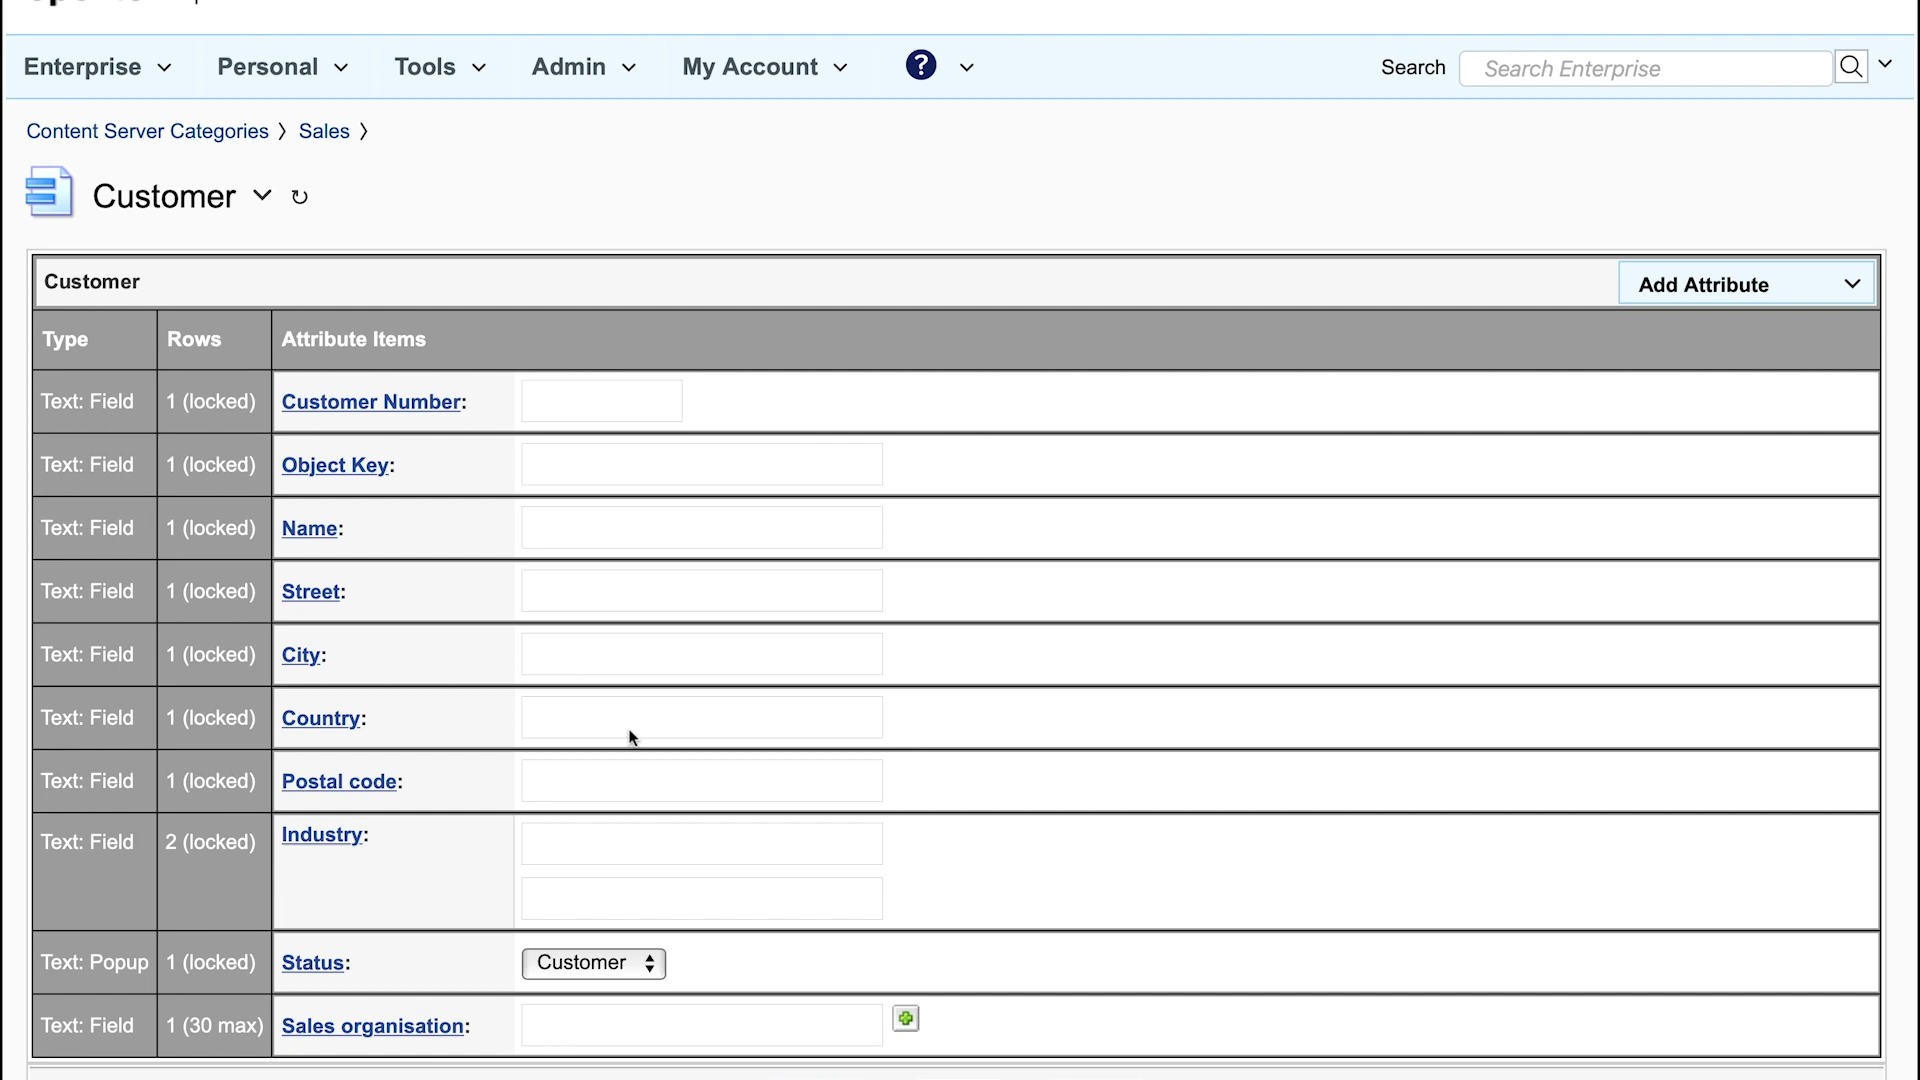 Enterprise Personal Tools Admin My Account ? Search Search Enterprise
Content Server Categories 〉 Sales 〉
Customer
Customer Add Attribute
Type Rows Attribute Items
Text: Field 1 (locked) Customer Number:
Text: Field 1 (locked) Object Key:
Text: Field 1 (locked) Name:
Text: Field 1 (locked) Street:
Text: Field 1 (locked) City:
Text: Field 1 (locked) Country:
Text: Field 1 (locked) Postal code:
Text: Field 2 (locked) Industry:
Text: Popup 1 (locked) Status: Customer
Text: Field 1 (30 max) Sales organisation: